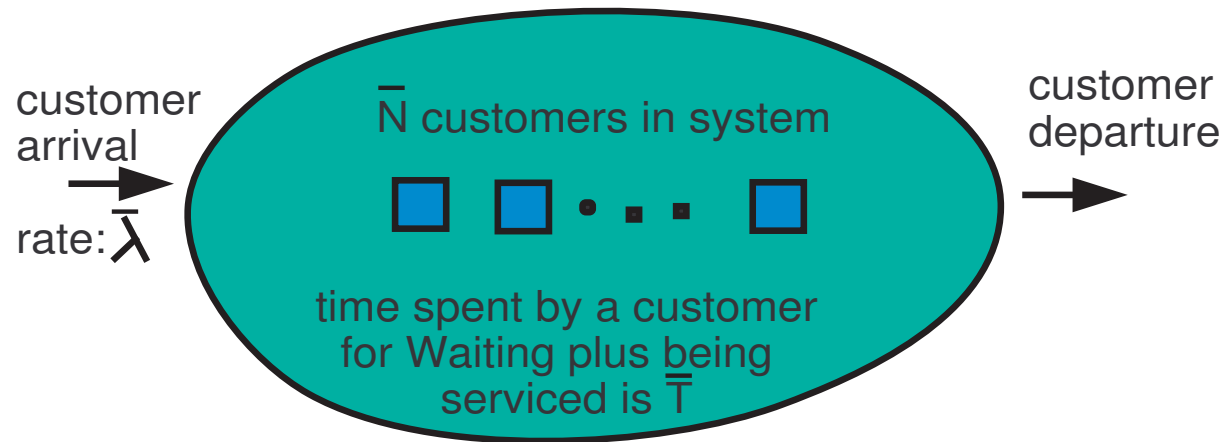 customer
arrival
rate: λ̄
N̄ customers in system
time spent by a customer
for Waiting plus being
serviced is T̄
customer
departure